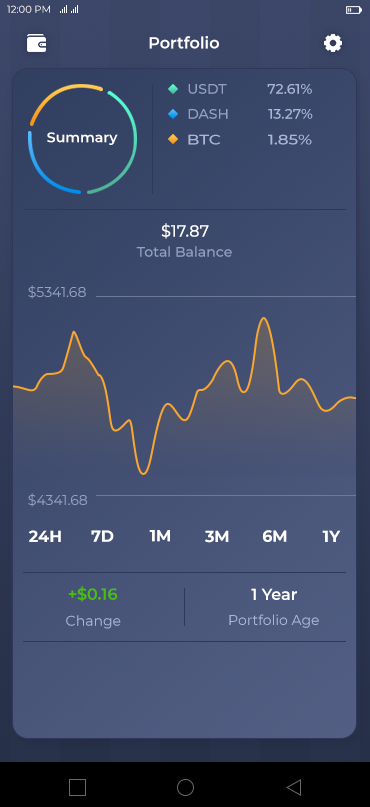 12:00 PM
Portfolio
Summary
USDT 72.61%
DASH 13.27%
BTC 1.85%
$17.87
Total Balance
$5341.68
$4341.68
24H 7D 1M 3M 6M 1Y
+$0.16 1 Year
Change Portfolio Age